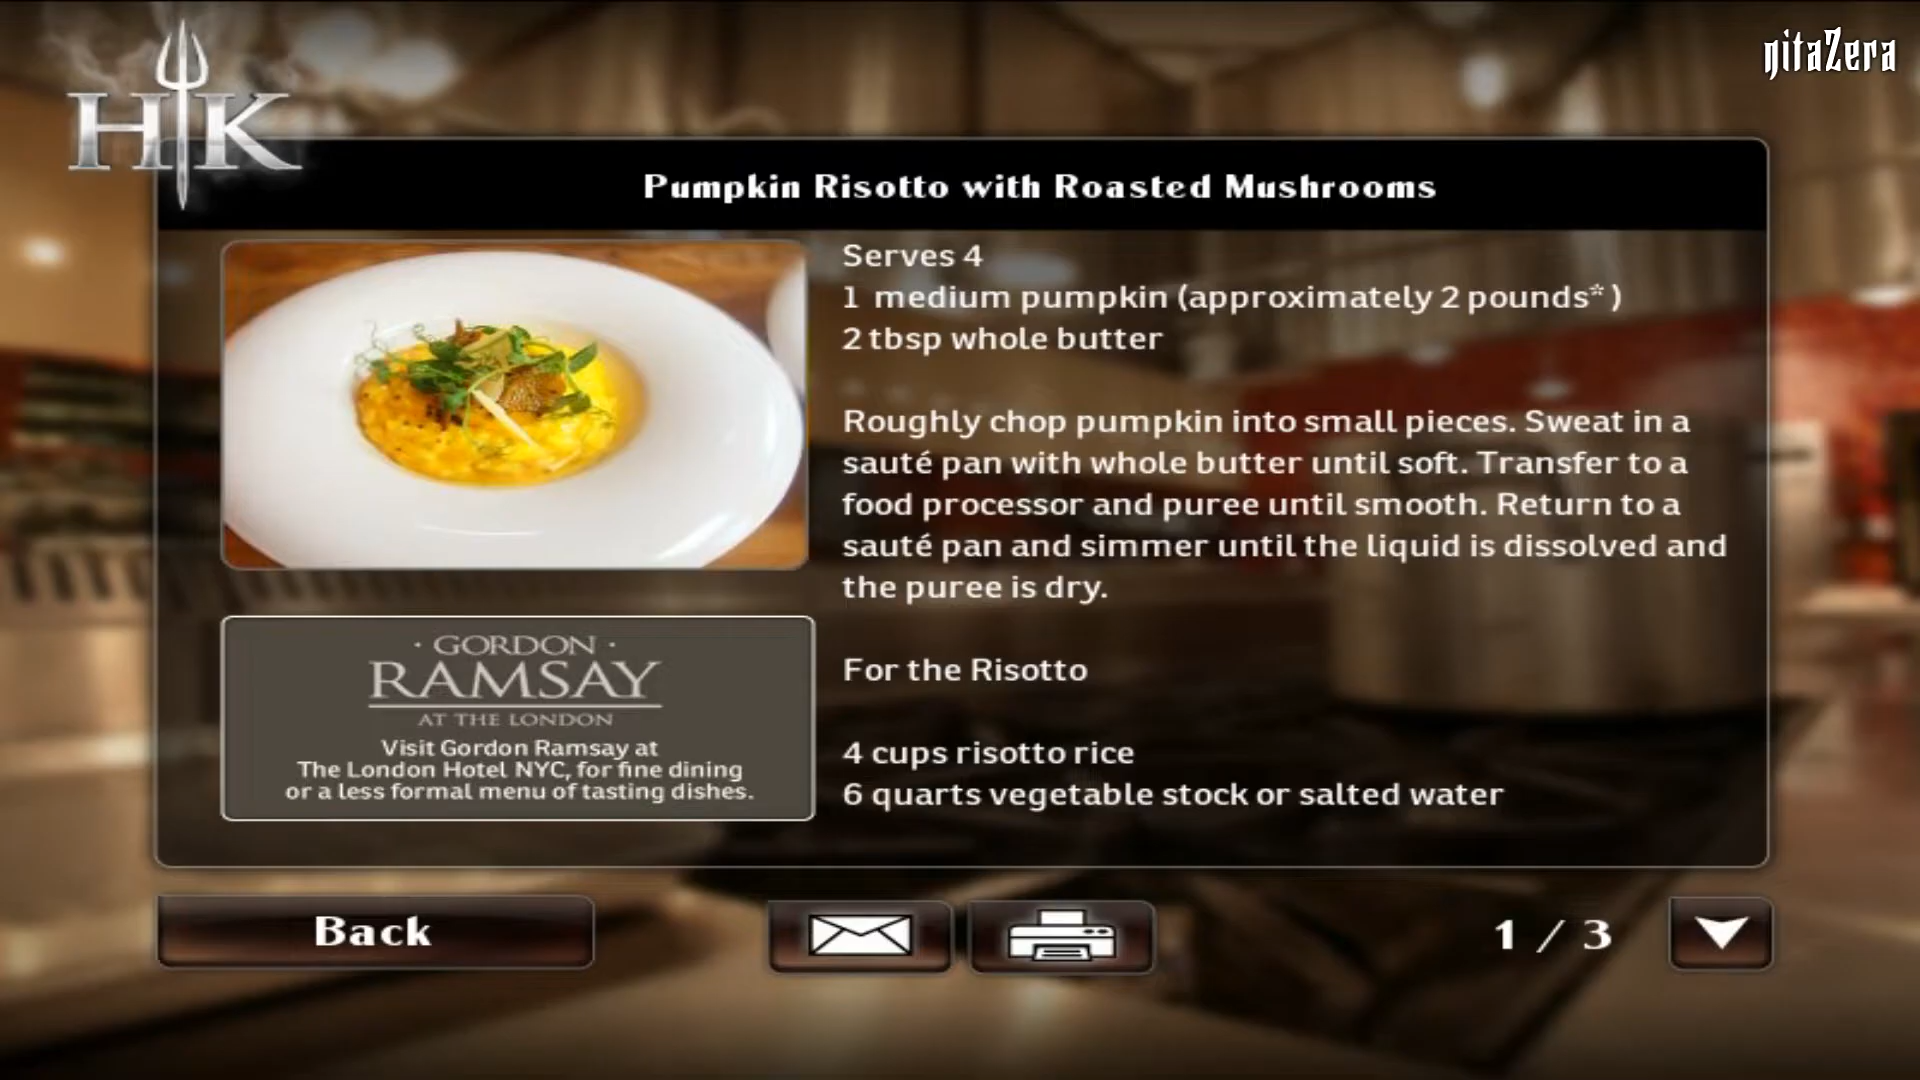 HK
nitaZera
Pumpkin Risotto with Roasted Mushrooms
Serves 4
1 medium pumpkin (approximately 2 pounds*)
2 tbsp whole butter
Roughly chop pumpkin into small pieces. Sweat in a
sauté pan with whole butter until soft. Transfer to a
food processor and puree until smooth. Return to a
sauté pan and simmer until the liquid is dissolved and
the puree is dry.
For the Risotto
4 cups risotto rice
6 quarts vegetable stock or salted water
· GORDON ·
RAMSAY
AT THE LONDON
Visit Gordon Ramsay at
The London Hotel NYC, for fine dining
or a less formal menu of tasting dishes.
Back
1 / 3